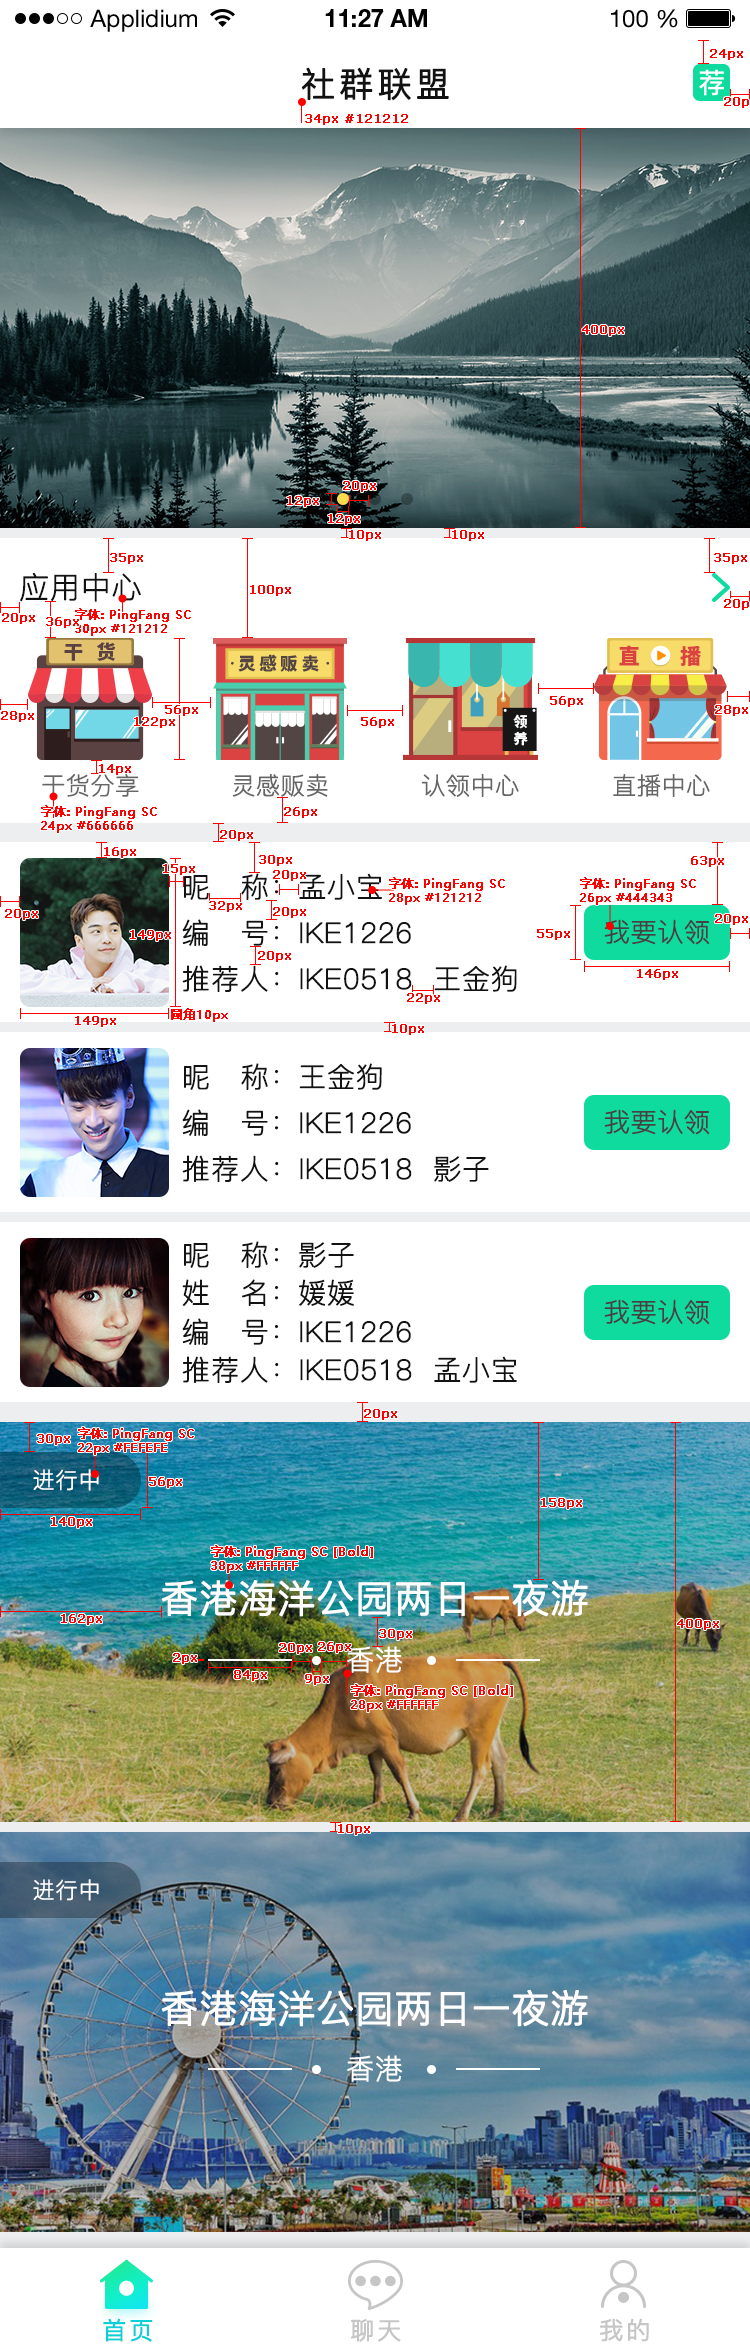 Applidium 11:27 AM 100 %
24px
社群联盟
荐
20p
34px #121212
400px
20px
12px
12px
10px 10px
35px 100px 35px
应用中心
20px 36px 字体: PingFang SC
30px #121212
20p
干 货 ·灵感贩卖· 领养 直 播
28px 122px 56px 56px 56px 28px
14px
干货分享 灵感贩卖 认领中心 直播中心
字体: PingFang SC
24px #666666
26px
20px
16px 15px 30px 63px
昵 称: 孟小宝
20px 字体: PingFang SC
28px #121212
字体: PingFang SC
26px #444343
20px 32px 20px 20px
149px 编 号: IKE1226 55px 我要认领
20px 146px
推荐人: IKE0518 王金狗
22px
149px 圆角10px
10px
昵 称: 王金狗
编 号: IKE1226 我要认领
推荐人: IKE0518 影子
昵 称: 影子
姓 名: 媛媛
编 号: IKE1226 我要认领
推荐人: IKE0518 孟小宝
20px
30px 字体: PingFang SC
22px #FEFEFE
进行中 56px
140px 158px
字体: PingFang SC [Bold]
38px #FFFFFF
香港海洋公园两日一夜游
162px 400px
30px
2px 20px 26px 香港
84px 9px
字体: PingFang SC [Bold]
28px #FFFFFF
10px
进行中
香港海洋公园两日一夜游
香港
首页 聊天 我的